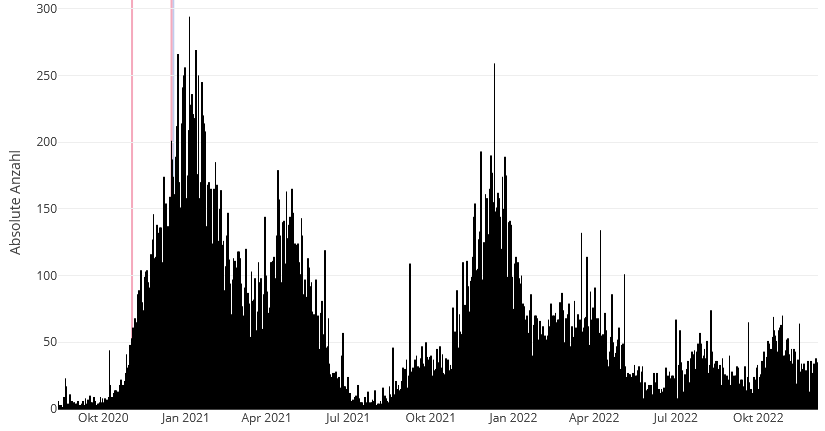 300
250
200
150
100
50
0
Absolute Anzahl
Okt 2020
Jan 2021
Apr 2021
Jul 2021
Okt 2021
Jan 2022
Apr 2022
Jul 2022
Okt 2022